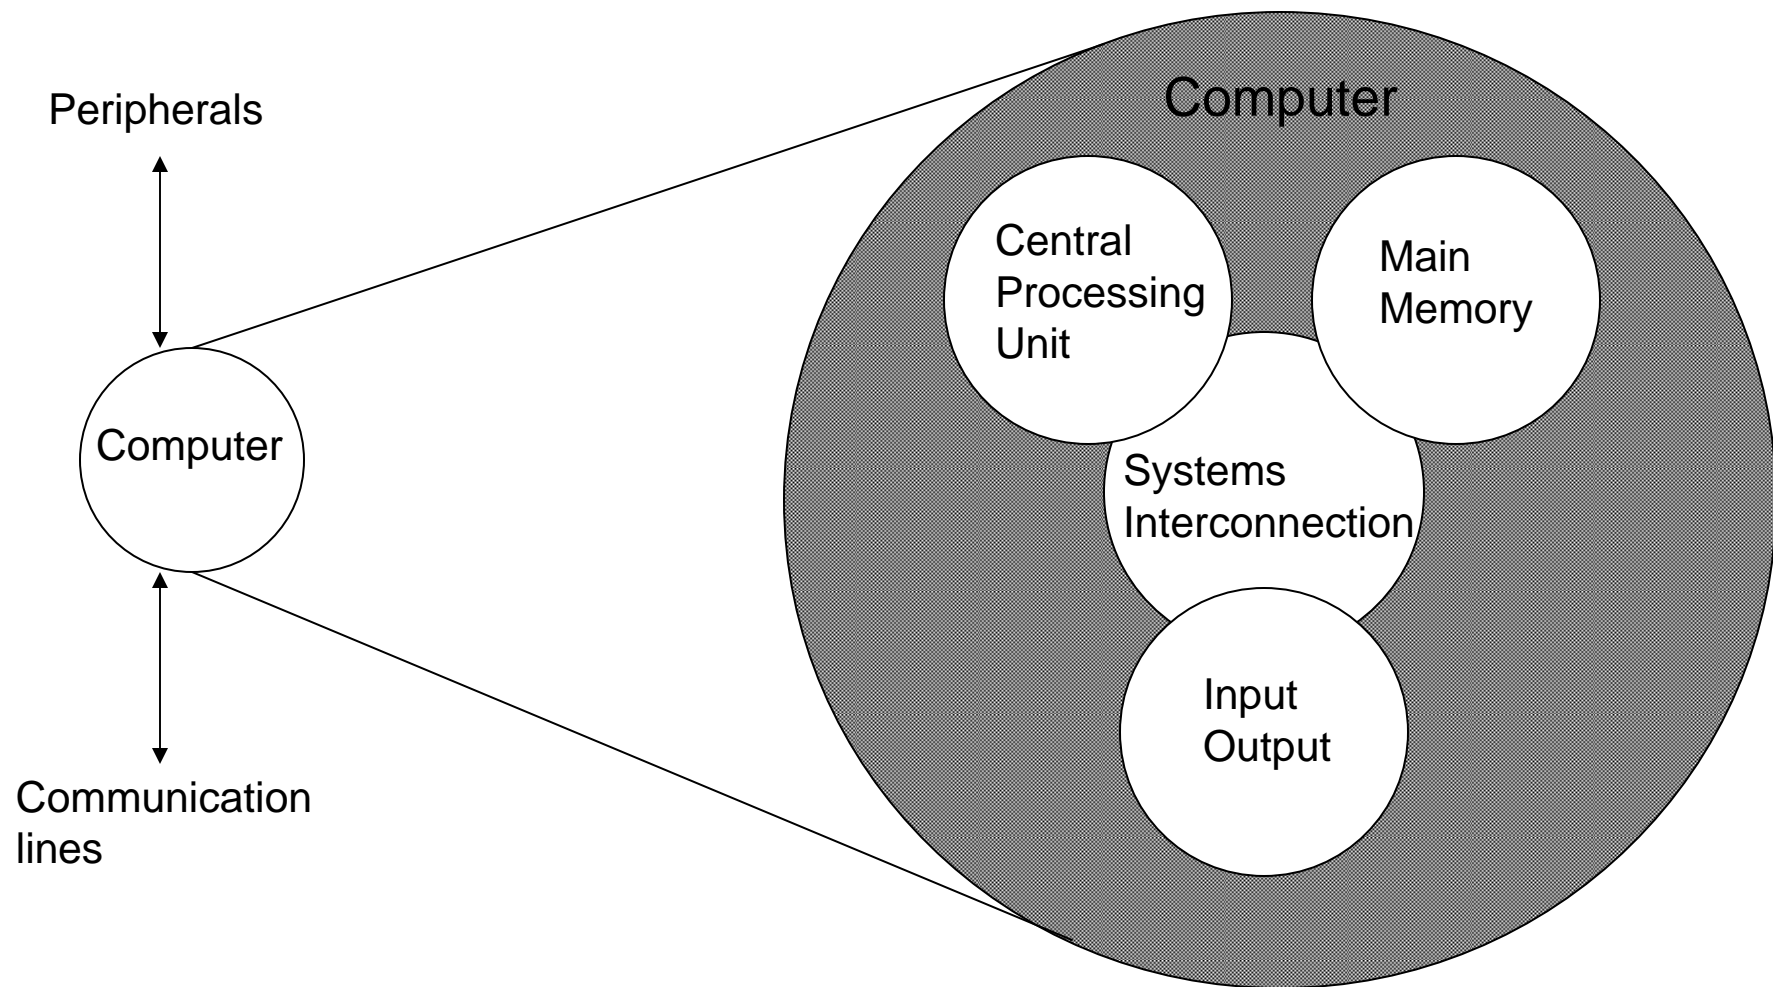 Peripherals
Computer
Communication
lines
Computer
Central
Processing
Unit
Main
Memory
Systems
Interconnection
Input
Output